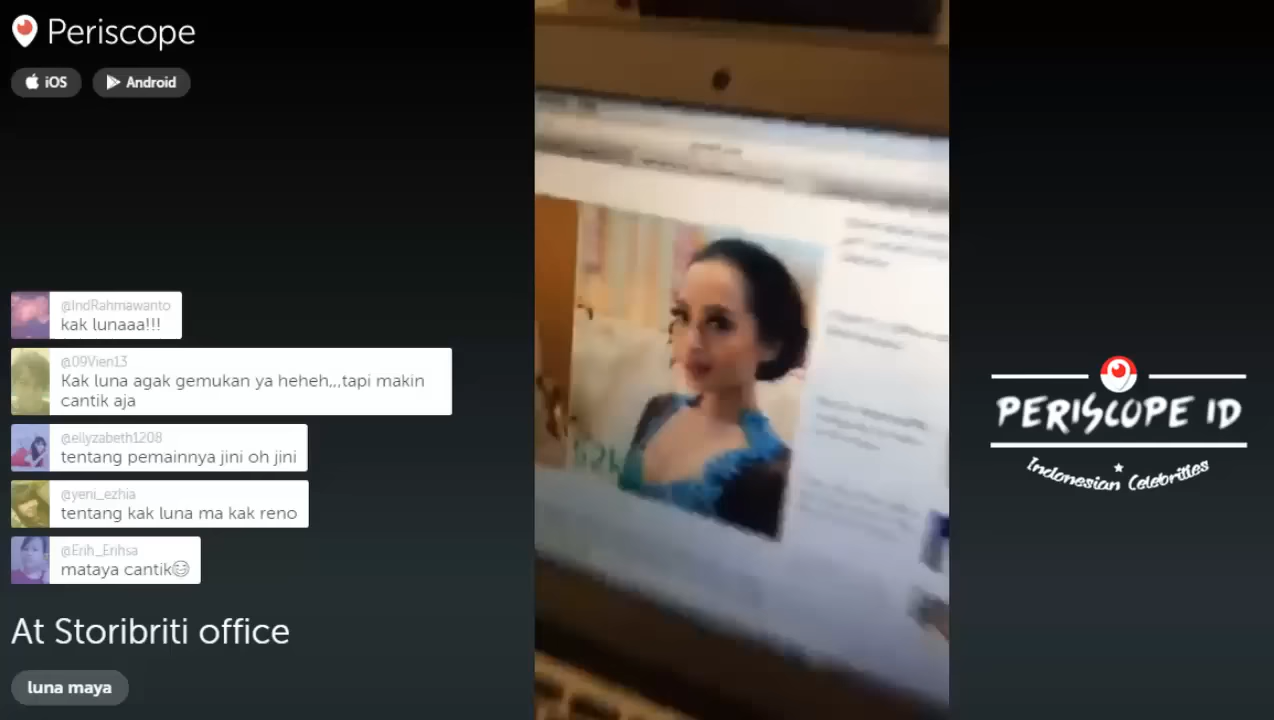 Periscope
iOS
Android
@IndRahmawanto
kak lunaaa!!!
@09Vien13
Kak luna agak gemukan ya heheh,,,tapi makin
cantik aja
@eilyzabeth1208
tentang pemainnya jini oh jini
@yeni_ezhia
tentang kak luna ma kak reno
@Erih_Erihsa
mataya cantik😊
At Storibriti office
luna maya
PERISCOPE ID
Indonesian Celebrities